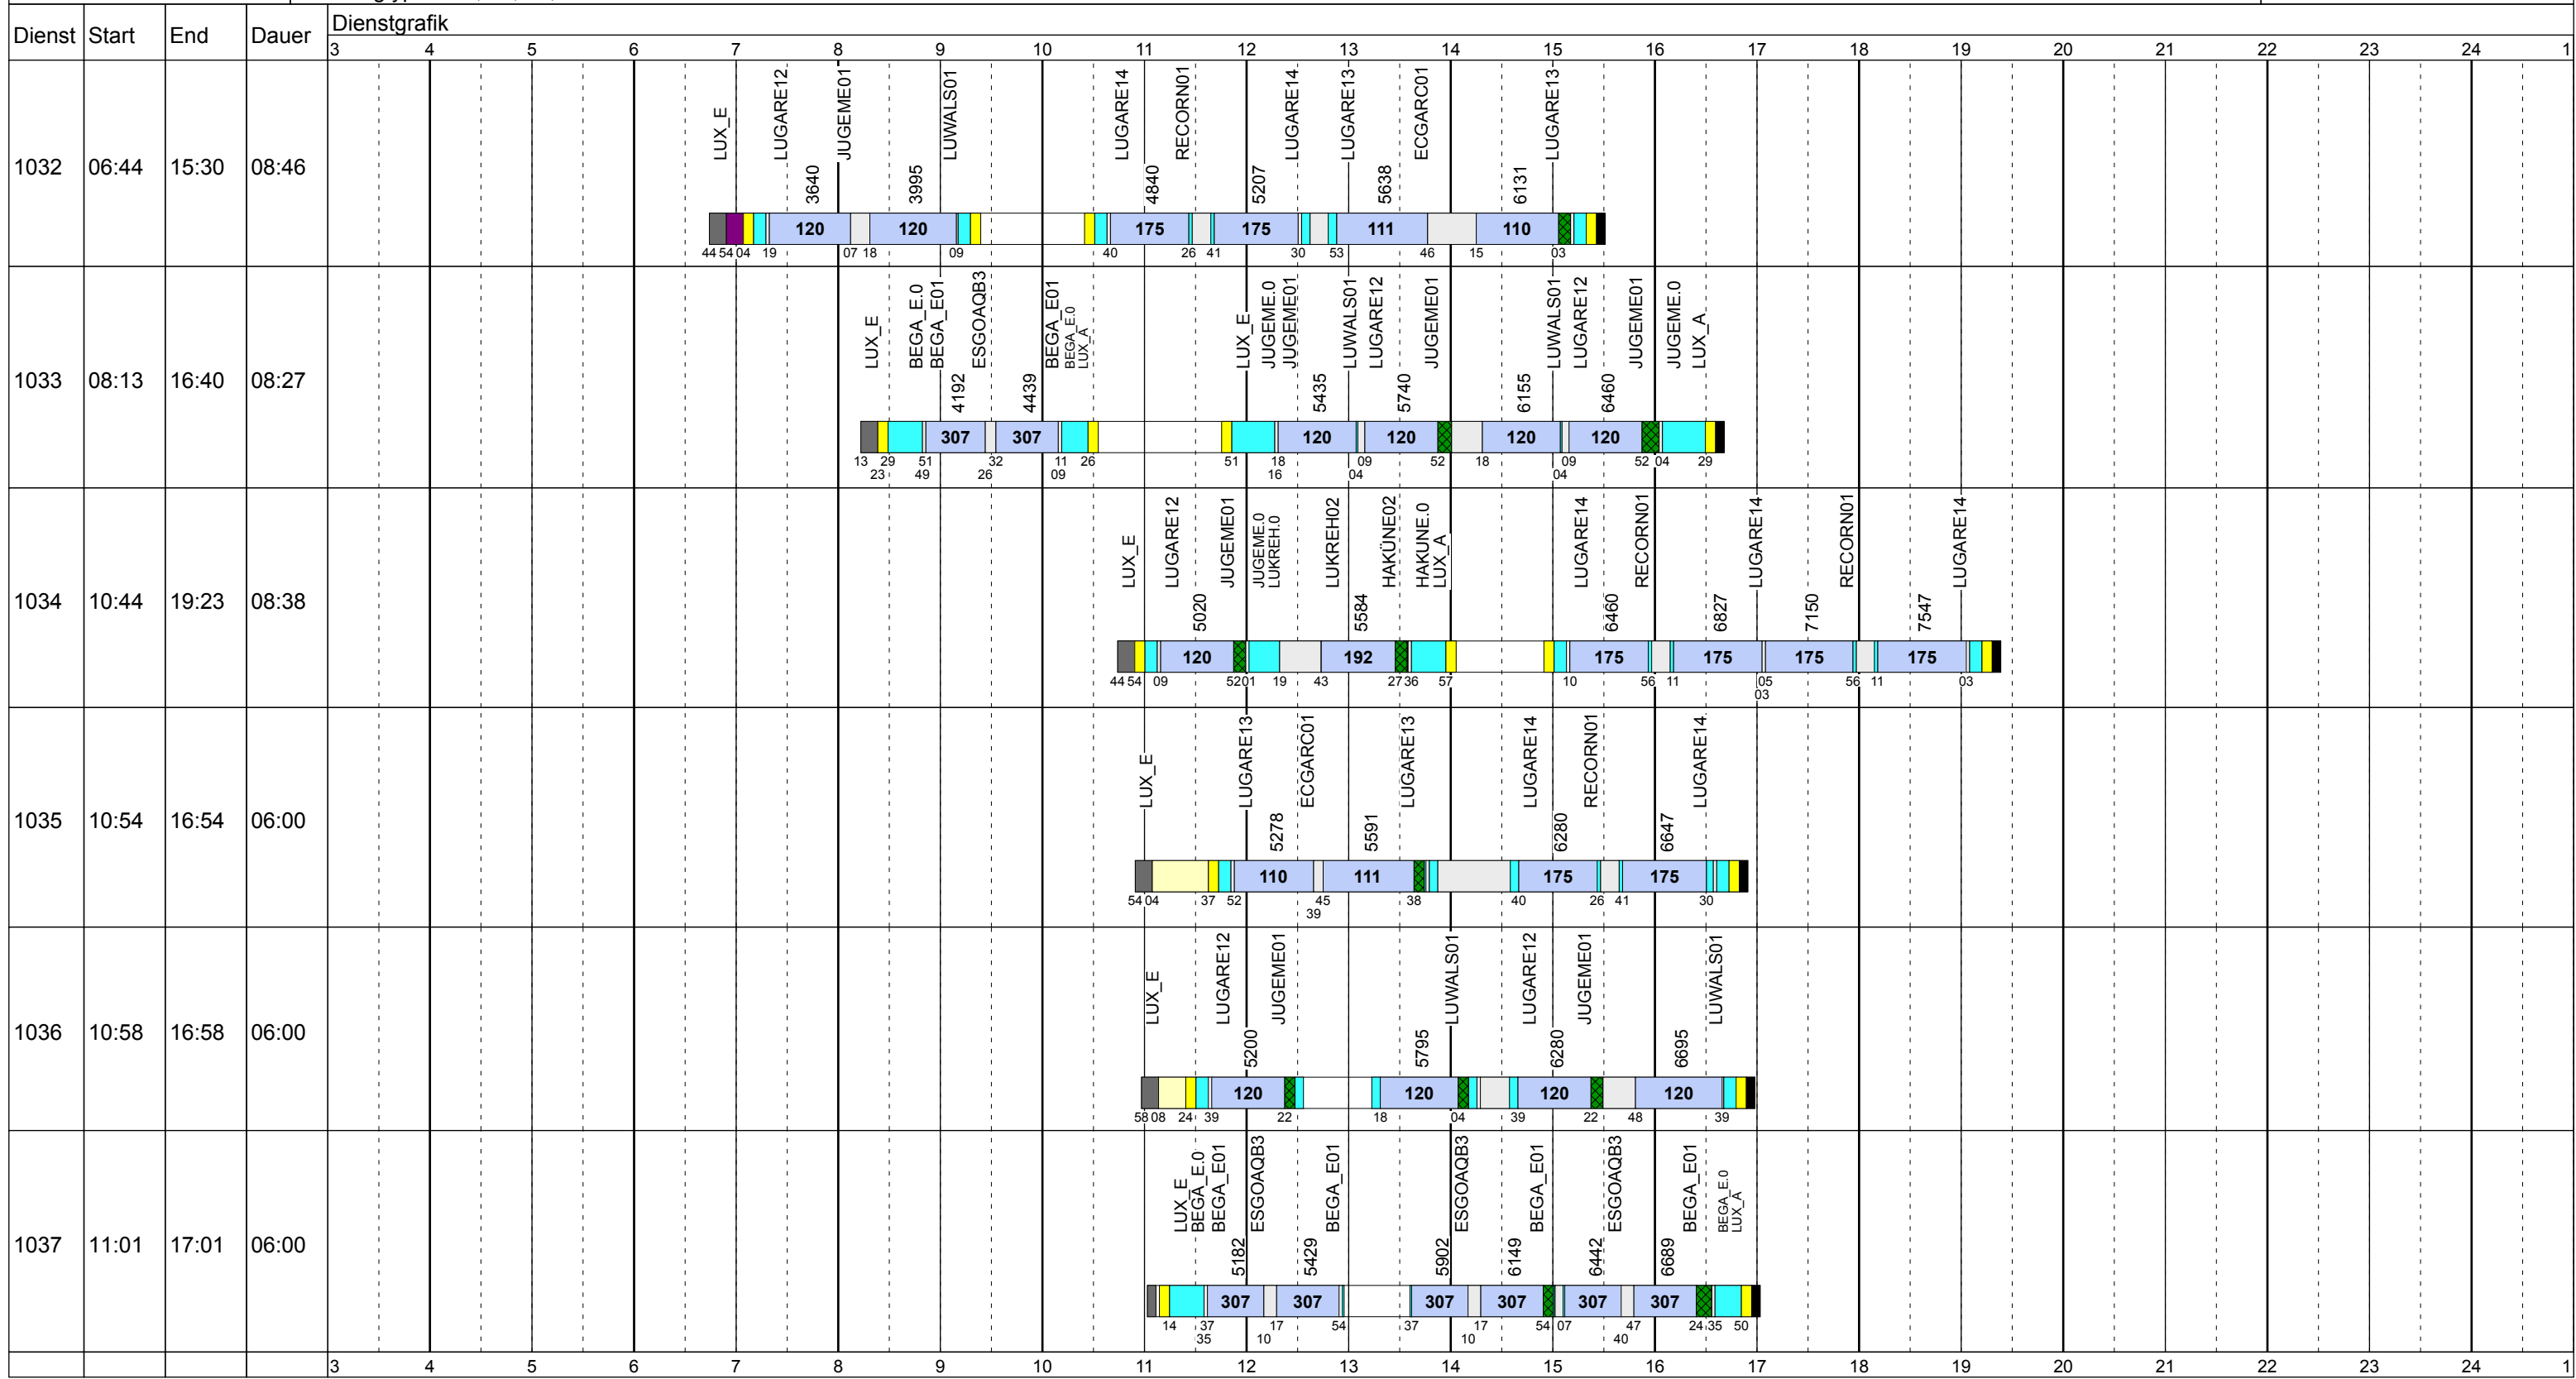 Dienst Start End Dauer Dienstgrafik
3 4 5 6 7 8 9 10 11 12 13 14 15 16 17 18 19 20 21 22 23 24 1
LUX_E LUGARE12 JUGEME01 LUWALS01 LUGARE14 RECORN01 LUGARE14 LUGARE13 ECGARC01 LUGARE13
3640 3995 4840 5207 5638 6131
1032 06:44 15:30 08:46
120 120 175 175 111 110
44 54 04 19 07 18 09 40 26 41 30 53 46 15 03
LUX_E BEGA_E.0 BEGA_E01 ESGOAQB3 BEGA_E01 BEGA_E.0 LUX_A LUX_E JUGEME.0 JUGEME01 LUWALS01 LUGARE12 JUGEME01 LUWALS01 LUGARE12 JUGEME01 JUGEME.0 LUX_A
4192 4439 5435 5740 6155 6460
1033 08:13 16:40 08:27
307 307 120 120 120 120
13 29 51 32 11 26 51 18 09 52 18 09 52 04 29
23 49 26 09 16 04 04
LUX_E LUGARE12 JUGEME01 JUGEME.0 LUKREH.0 LUKREH02 HAKÜNE02 HAKÜNE.0 LUX_A LUGARE14 RECORN01 LUGARE14 RECORN01 LUGARE14
5020 5584 6460 6827 7150 7547
1034 10:44 19:23 08:38
120 192 175 175 175 175
44 54 09 52 01 19 43 27 36 57 10 56 11 05 56 11 03
03
LUX_E LUGARE13 ECGARC01 LUGARE13 LUGARE14 RECORN01 LUGARE14
5278 5591 6280 6647
1035 10:54 16:54 06:00
110 111 175 175
54 04 37 52 45 38 40 26 41 30
39
LUX_E LUGARE12 JUGEME01 LUWALS01 LUGARE12 JUGEME01 LUWALS01
5200 5795 6280 6695
1036 10:58 16:58 06:00
120 120 120 120
58 08 24 39 22 18 04 39 22 48 39
LUX_E BEGA_E.0 BEGA_E01 ESGOAQB3 BEGA_E01 ESGOAQB3 BEGA_E01 ESGOAQB3 BEGA_E01 BEGA_E.0 LUX_A
5182 5429 5902 6149 6442 6689
1037 11:01 17:01 06:00
307 307 307 307 307 307
14 37 17 54 37 17 54 07 47 24 35 50
35 10 10 40
3 4 5 6 7 8 9 10 11 12 13 14 15 16 17 18 19 20 21 22 23 24 1